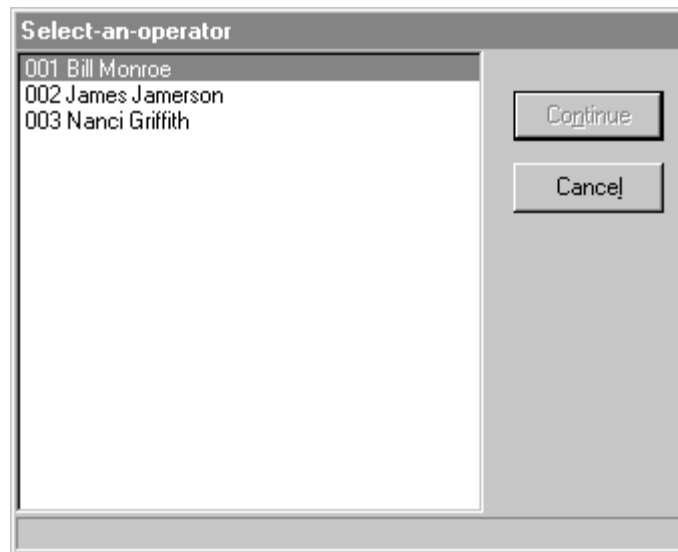 Select-an-operator
001 Bill Monroe
002 James Jamerson
003 Nanci Griffith
Continue
Cancel